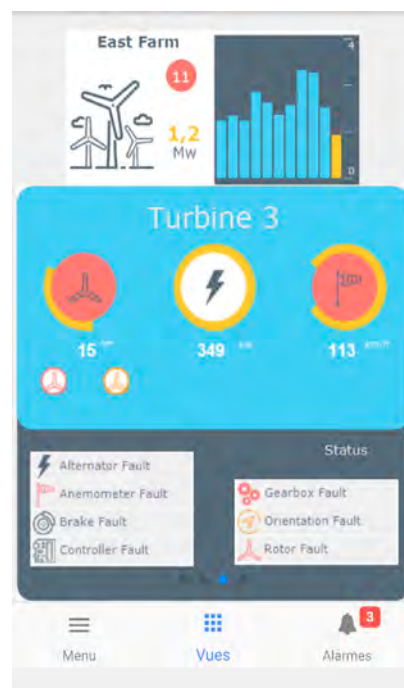 East Farm
11
1,2
Mw
4
0
Turbine 3
15
349
113 km/h
Status
Alternator Fault
Anemometer Fault
Brake Fault
Controller Fault
Gearbox Fault
Orientation Fault
Rotor Fault
3
Menu
Vues
Alarmes